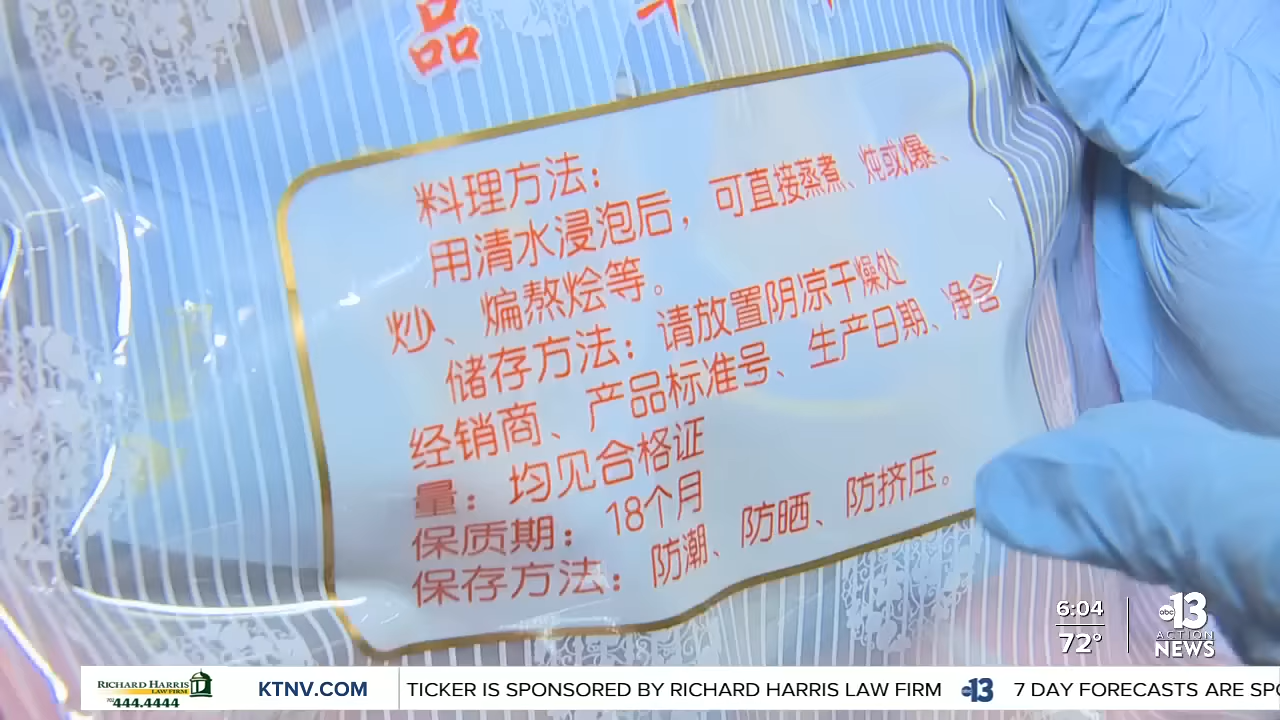 品
料理方法：
用清水浸泡后，可直接蒸煮、炖或爆、
炒、煸熬烩等。
储存方法：请放置阴凉干燥处
经销商、产品标准号、生产日期、净含
量：均见合格证
保质期：18个月
保存方法：防潮、防晒、防挤压。
6:04
72°
abc 13
ACTION
NEWS
RICHARD HARRIS
LAW FIRM
444.4444
KTNV.COM
TICKER IS SPONSORED BY RICHARD HARRIS LAW FIRM
abc 13
7 DAY FORECASTS ARE SPO